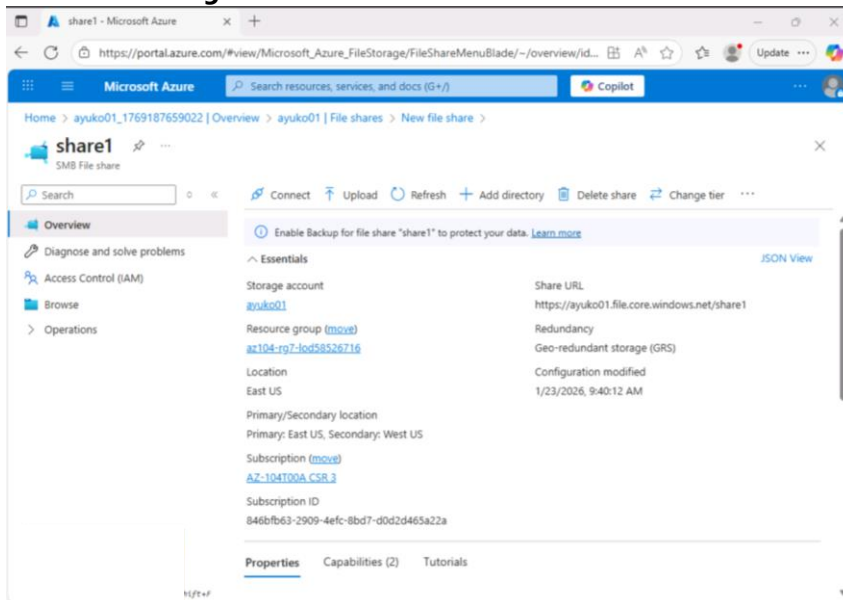 share1 - Microsoft Azure
https://portal.azure.com/#view/Microsoft_Azure_FileStorage/FileShareMenuBlade/~/overview/id...
Update
Microsoft Azure
Search resources, services, and docs (G+/)
Copilot
Home > ayuko01_1769187659022 | Overview > ayuko01 | File shares > New file share >
share1
SMB File share
Search
Connect Upload Refresh Add directory Delete share Change tier
Overview
Diagnose and solve problems
Access Control (IAM)
Browse
Operations
Enable Backup for file share "share1" to protect your data. Learn more
Essentials
JSON View
Storage account
ayuko01
Resource group (move)
az104-rg7-lod58526716
Location
East US
Primary/Secondary location
Primary: East US, Secondary: West US
Subscription (move)
AZ-104T00A CSR 3
Subscription ID
846bfb63-2909-4efc-8bd7-d0d2d465a22a
Share URL
https://ayuko01.file.core.windows.net/share1
Redundancy
Geo-redundant storage (GRS)
Configuration modified
1/23/2026, 9:40:12 AM
Properties Capabilities (2) Tutorials